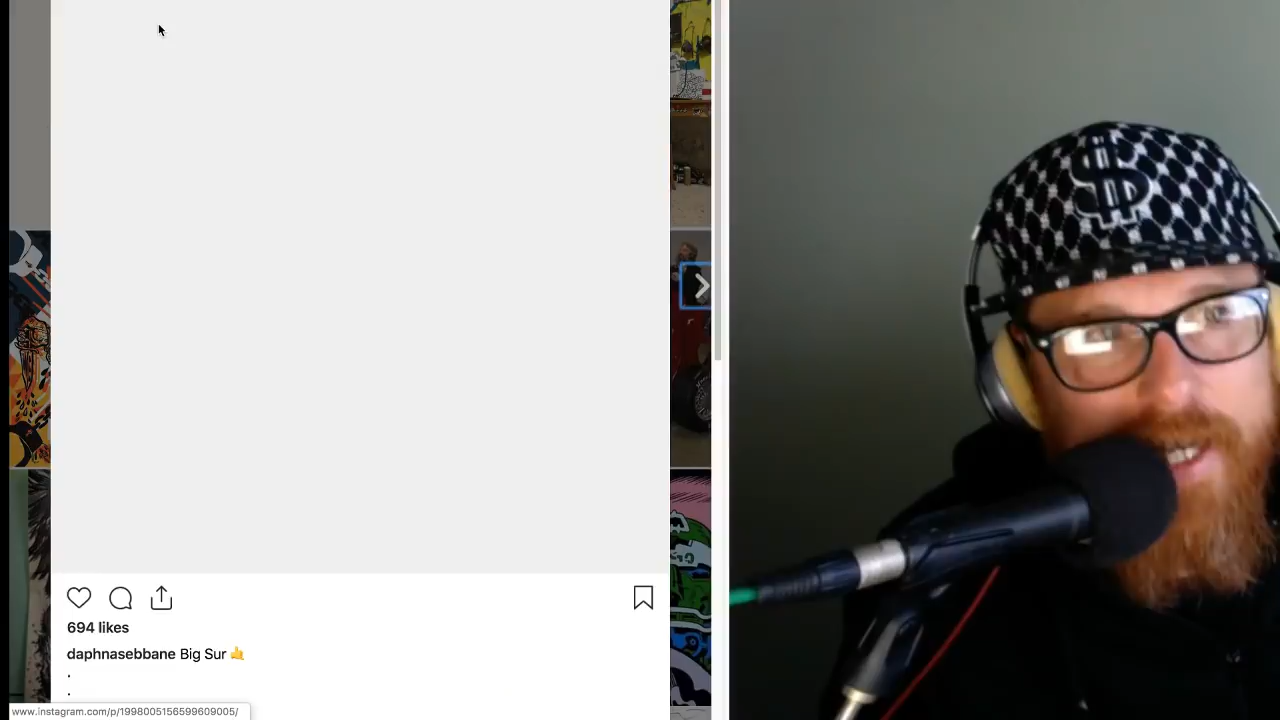 $
694 likes
daphnasebbane Big Sur 🤙
.
.
www.instagram.com/p/1998005156599609005/